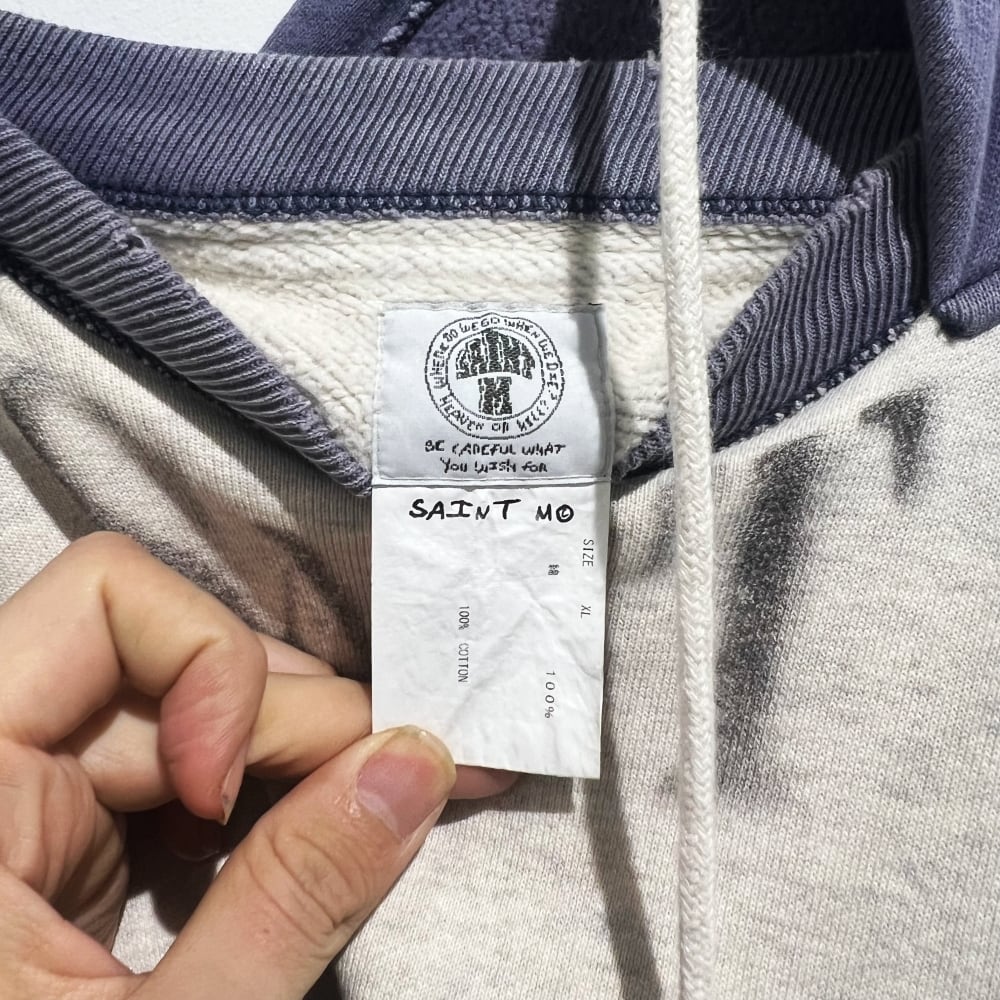 WHERE DO WE GO WHEN WE DIE?
HEAVEN OR HELL?
SAINT
M
BE CAREFUL WHAT
YOU WISH FOR
SAINT M
SIZE XL
100%
100% COTTON